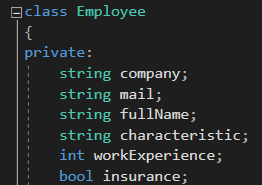 class Employee
{
private:
string company;
string mail;
string fullName;
string characteristic;
int workExperience;
bool insurance;